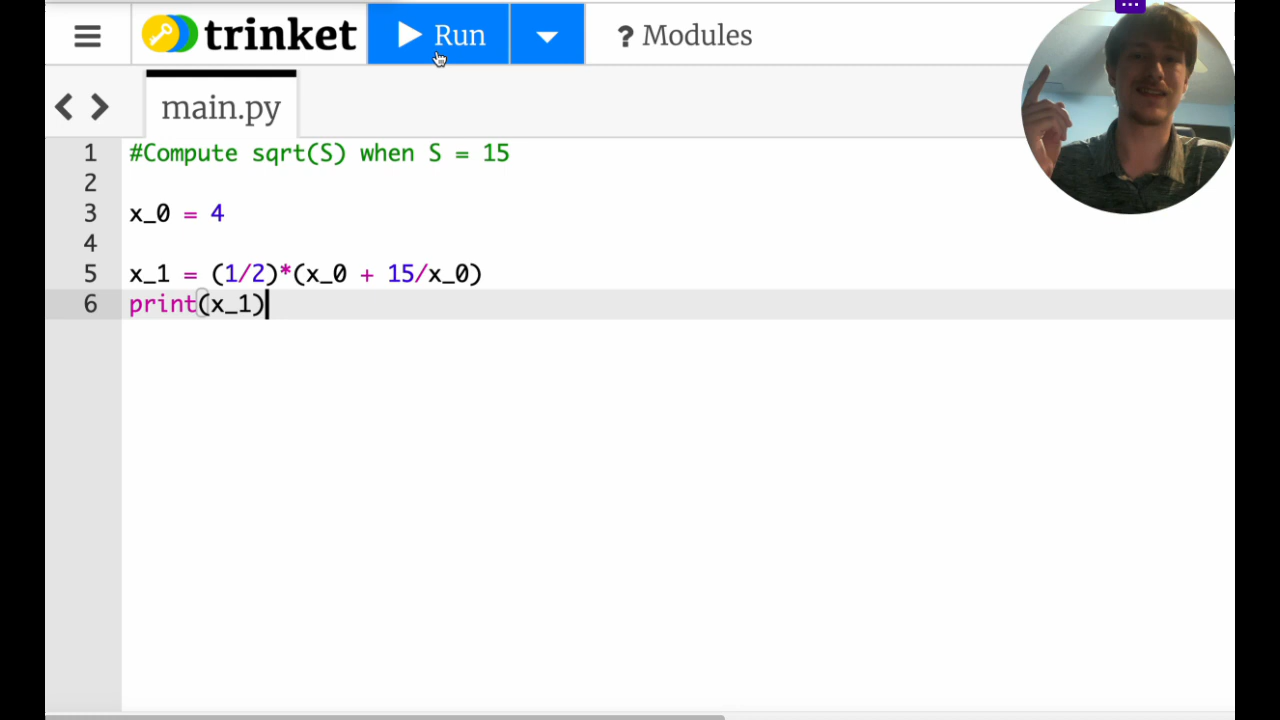 trinket Run ? Modules
main.py
1 #Compute sqrt(S) when S = 15
2
3 x_0 = 4
4
5 x_1 = (1/2)*(x_0 + 15/x_0)
6 print(x_1)